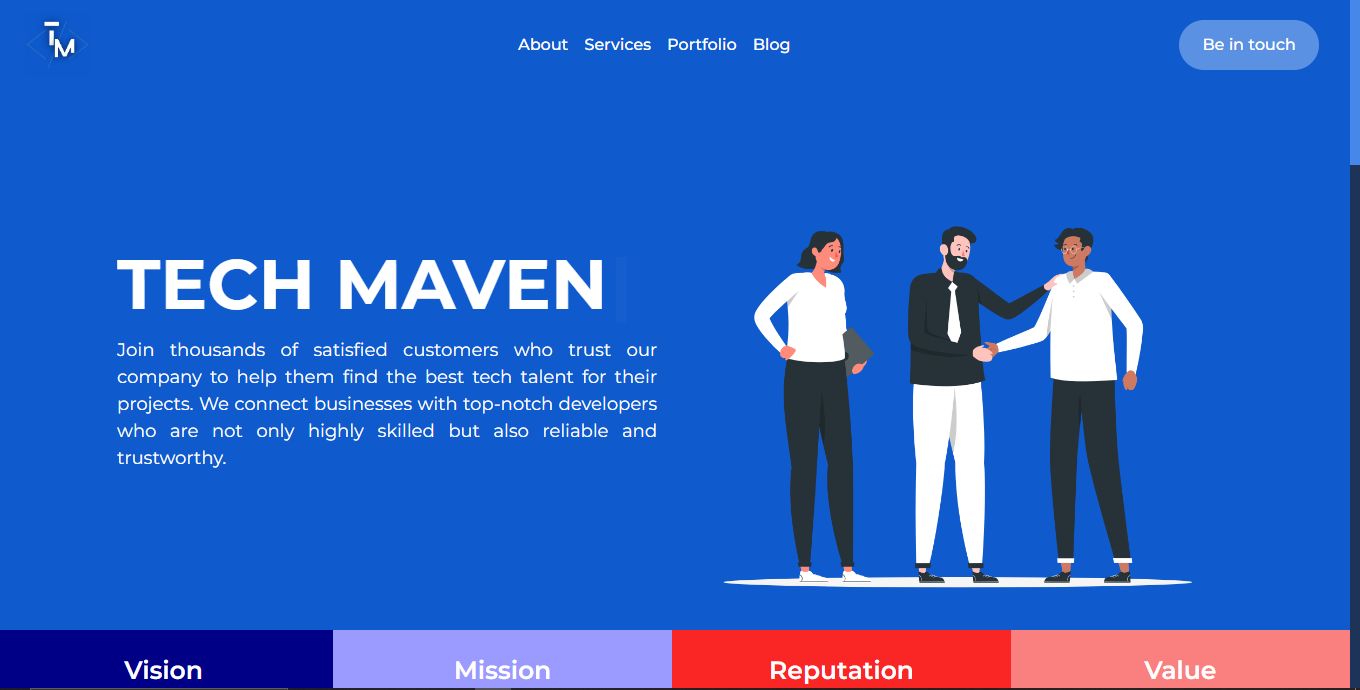 TM
About Services Portfolio Blog
Be in touch
TECH MAVEN
Join thousands of satisfied customers who trust our
company to help them find the best tech talent for their
projects. We connect businesses with top-notch developers
who are not only highly skilled but also reliable and
trustworthy.
Vision
Mission
Reputation
Value